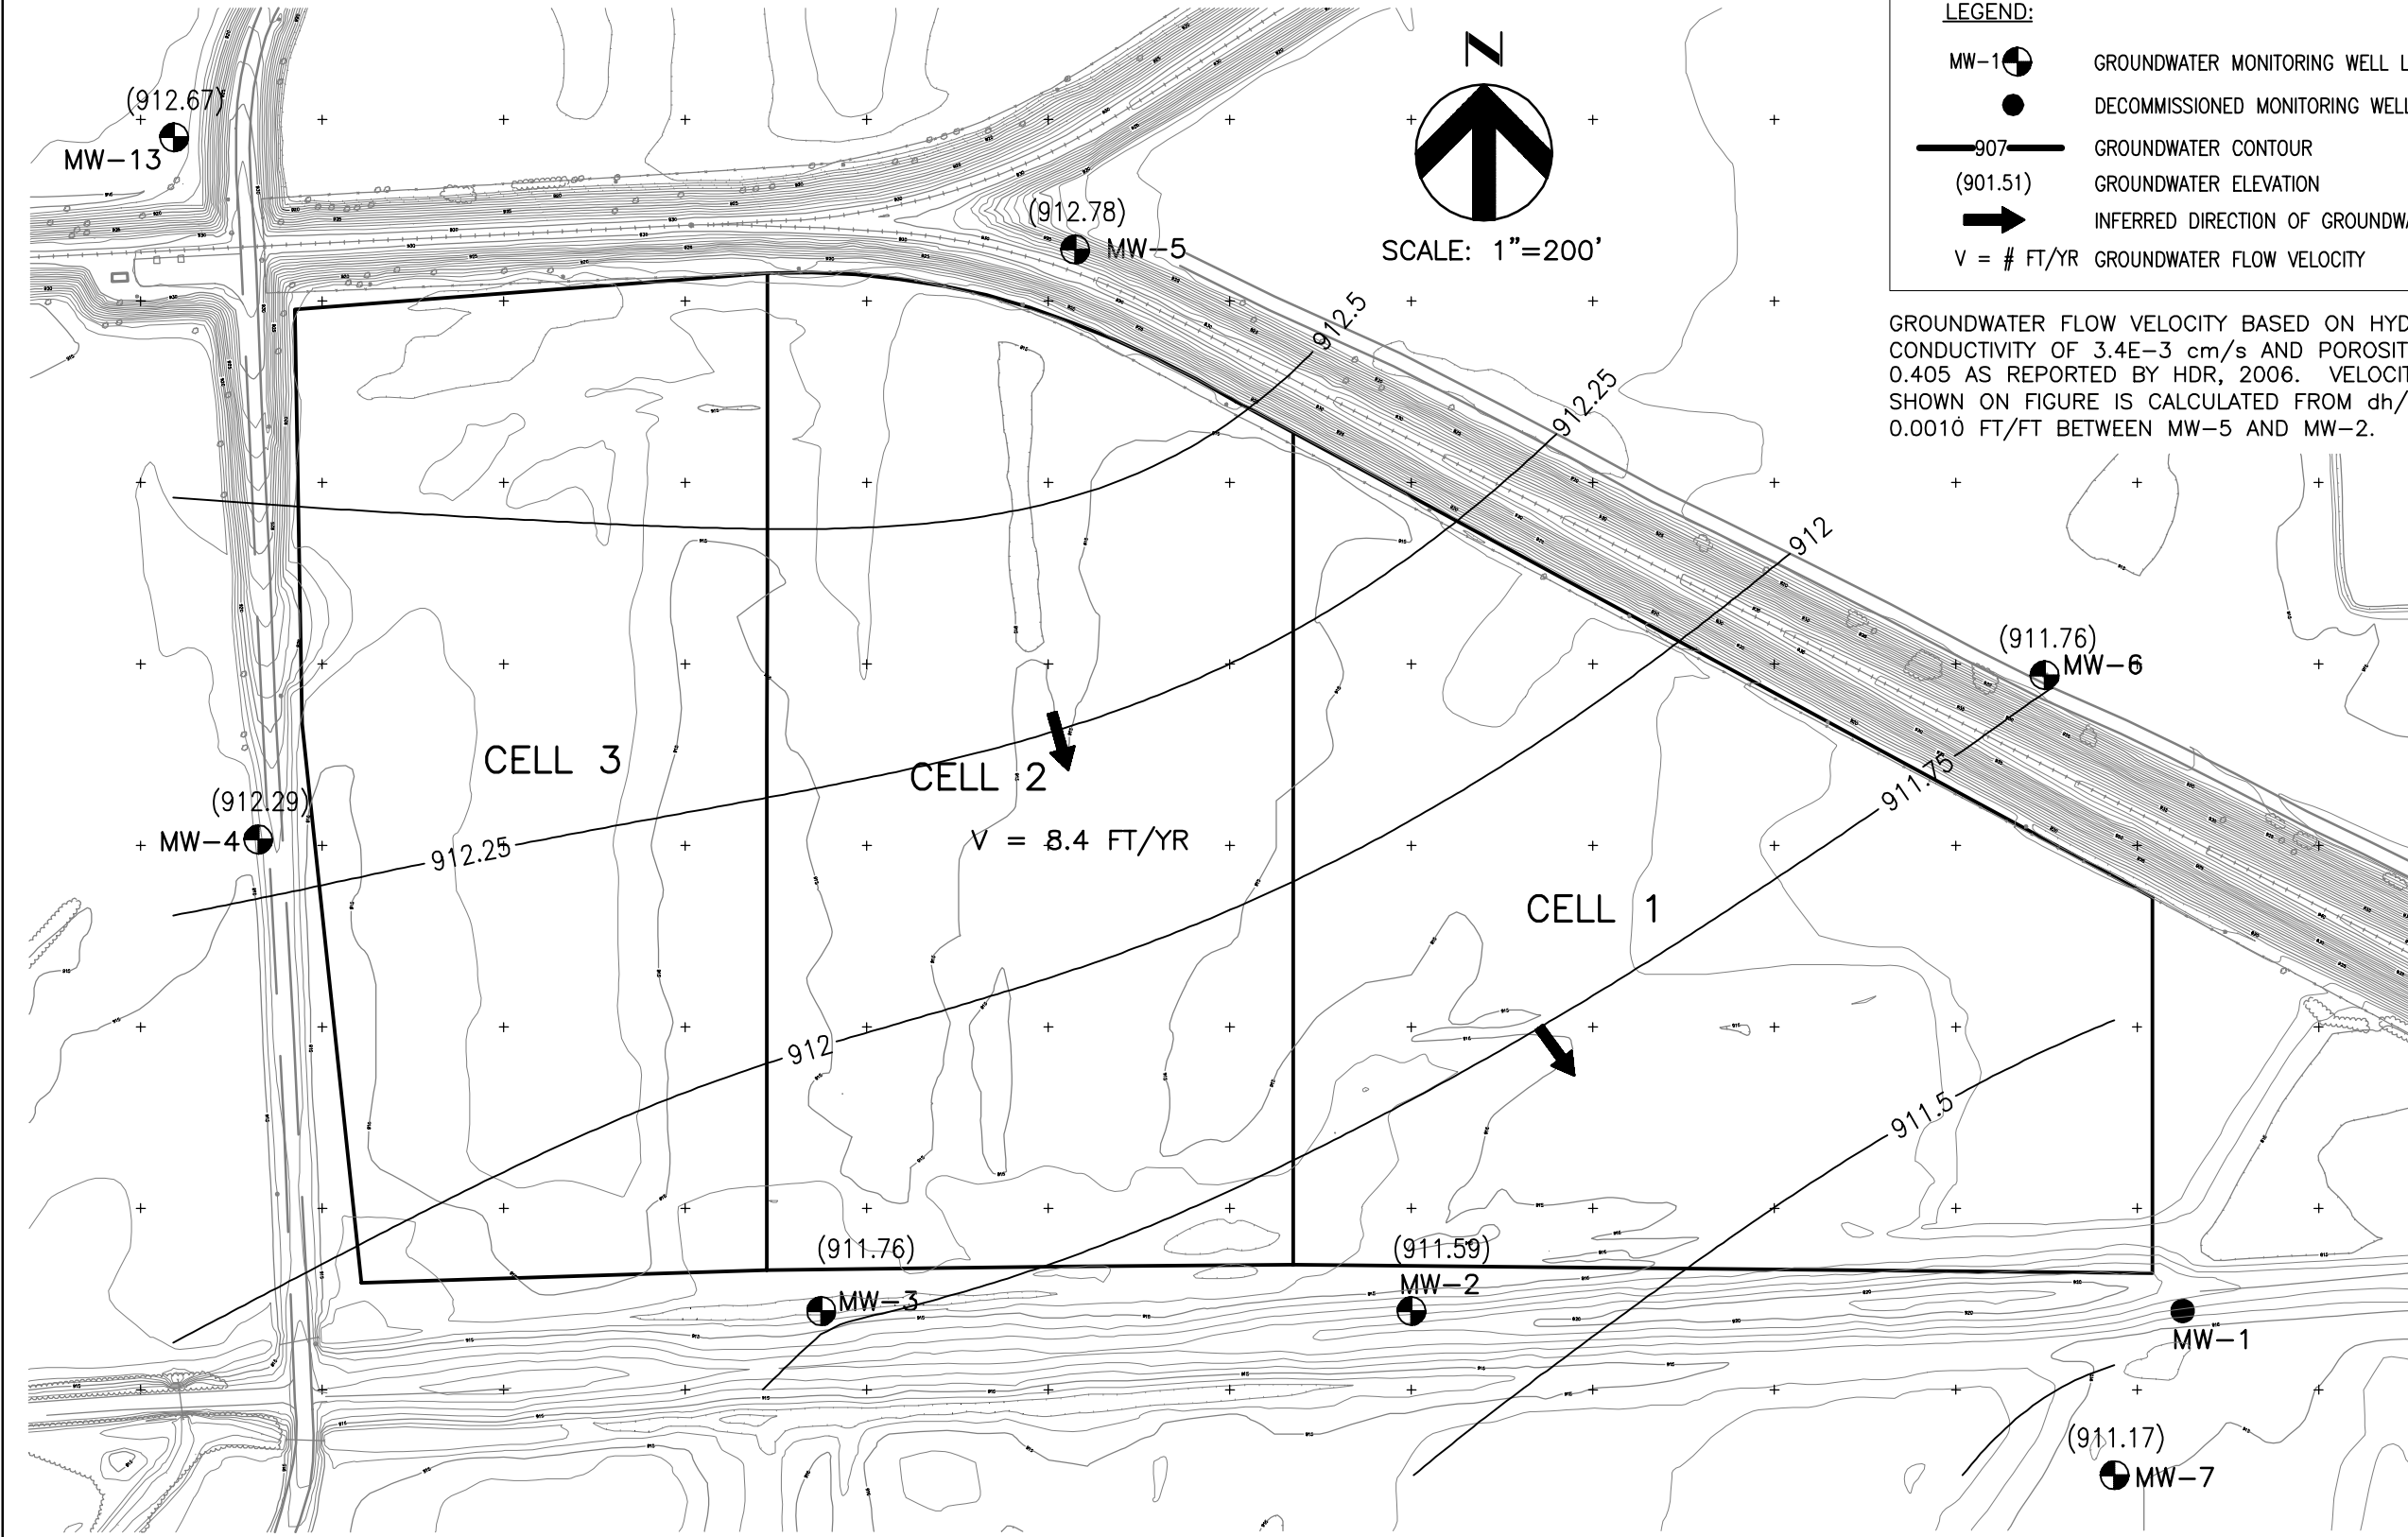 LEGEND:
MW-1 GROUNDWATER MONITORING WELL
DECOMMISSIONED MONITORING WELL
907 GROUNDWATER CONTOUR
(901.51) GROUNDWATER ELEVATION
INFERRED DIRECTION OF
V = # FT/YR GROUNDWATER FLOW VELOCITY
GROUNDWATER FLOW VELOCITY BASED ON
CONDUCTIVITY OF 3.4E-3 cm/s AND
0.405 AS REPORTED BY HDR, 2006.
SHOWN ON FIGURE IS CALCULATED FROM dh/
0.0010 FT/FT BETWEEN MW-5 AND MW-2.
N
SCALE: 1"=200'
(912.67)
MW-13
(912.78)
MW-5
912.5
912.25
912
(911.76)
MW-6
CELL 3
CELL 2
911.75
(912.29)
MW-4
912.25
V = 8.4 FT/YR
CELL 1
912
911.5
(911.76)
MW-3
(911.59)
MW-2
MW-1
(911.17)
MW-7